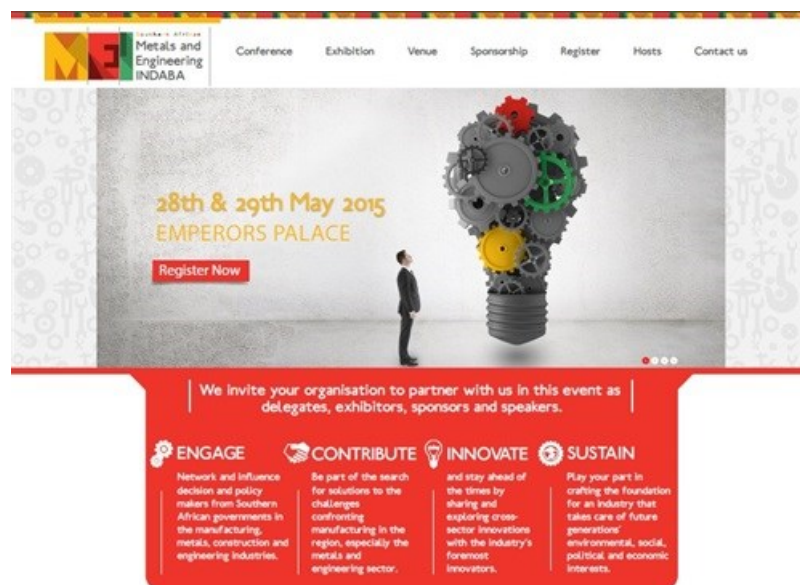 Southern African
Metals and
Engineering
INDABA
MEI
Conference Exhibition Venue Sponsorship Register Hosts Contact us
28th & 29th May 2015
EMPERORS PALACE
Register Now
We invite your organisation to partner with us in this event as
delegates, exhibitors, sponsors and speakers.
ENGAGE
Network and influence
decision and policy
makers from Southern
African governments in
the manufacturing,
metals, construction and
engineering industries.
CONTRIBUTE
Be part of the search
for solutions to the
challenges
confronting
manufacturing in the
region, especially the
metals and
engineering sector.
INNOVATE
and stay ahead of
the times by
sharing and
exploring cross-
sector innovations
with the industry's
foremost
innovators.
SUSTAIN
Play your part in
crafting the foundation
for an industry that
takes care of future
generations'
environmental, social,
political and economic
interests.